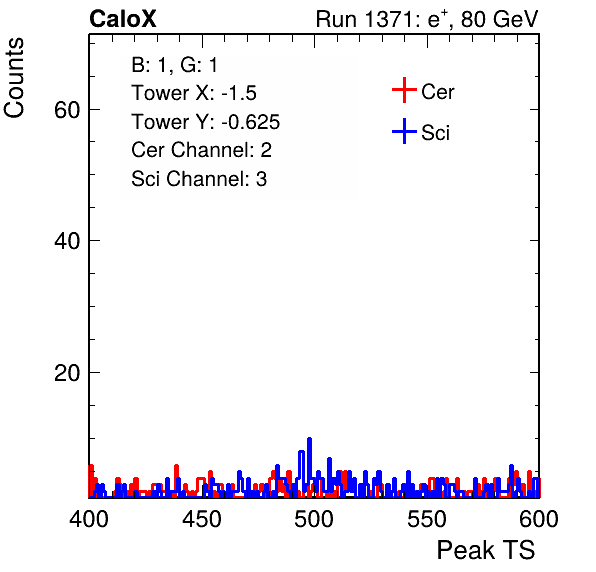 CaloX Run 1371: e⁺, 80 GeV
Counts
B: 1, G: 1
Tower X: -1.5
Tower Y: -0.625
Cer Channel: 2
Sci Channel: 3
Cer
Sci
60
40
20
400 450 500 550 600
Peak TS